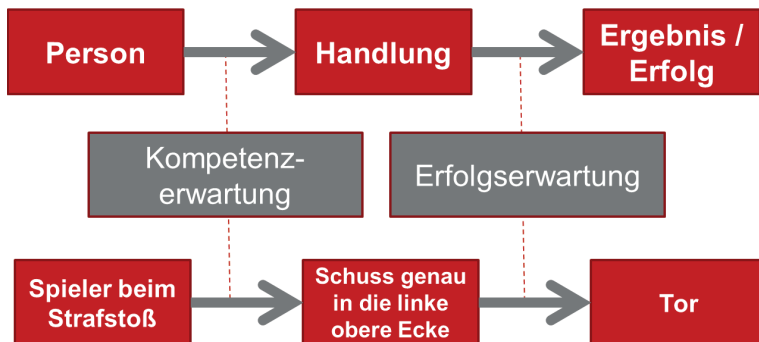 Person
Handlung
Ergebnis /
Erfolg
Kompetenz-
erwartung
Erfolgserwartung
Spieler beim
Strafstoß
Schuss genau
in die linke
obere Ecke
Tor